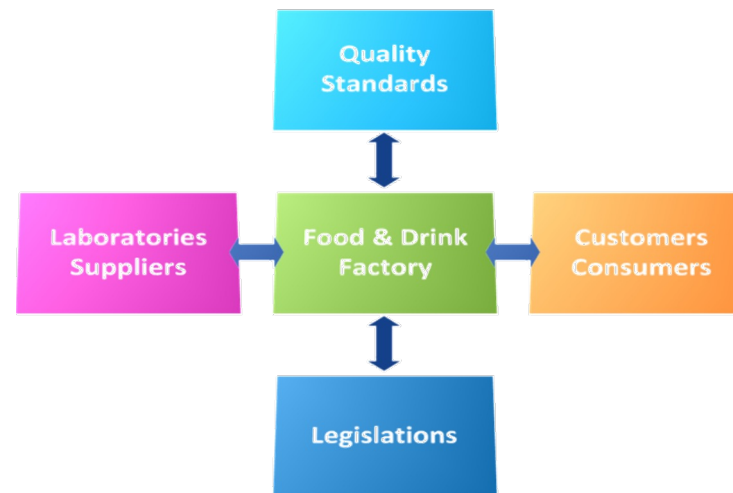 Quality
Standards
Laboratories
Suppliers
Food & Drink
Factory
Customers
Consumers
Legislations